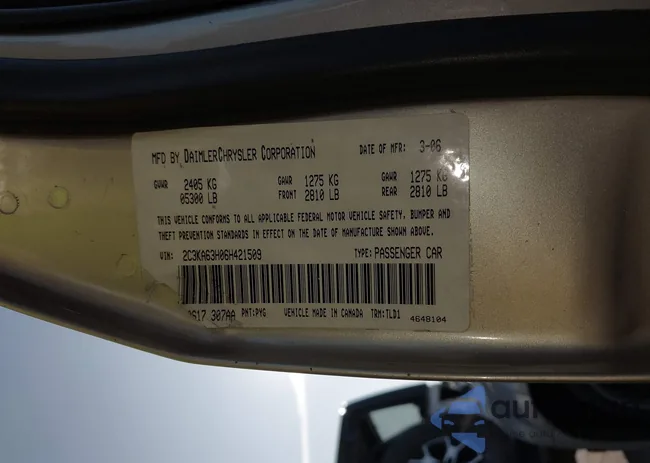 MFD BY DAIMLERCHRYSLER CORPORATION DATE OF MFR: 3-06
GVWR 2405 KG GAWR 1275 KG GAWR 1275 KG
05300 LB FRONT 2810 LB REAR 2810 LB
THIS VEHICLE CONFORMS TO ALL APPLICABLE FEDERAL MOTOR VEHICLE SAFETY, BUMPER AND
THEFT PREVENTION STANDARDS IN EFFECT ON THE DATE OF MANUFACTURE SHOWN ABOVE.
VIN: 2C3KA63H06H421509 TYPE: PASSENGER CAR
307AA PNT:PYG VEHICLE MADE IN CANADA TRM:TLD1 4648104